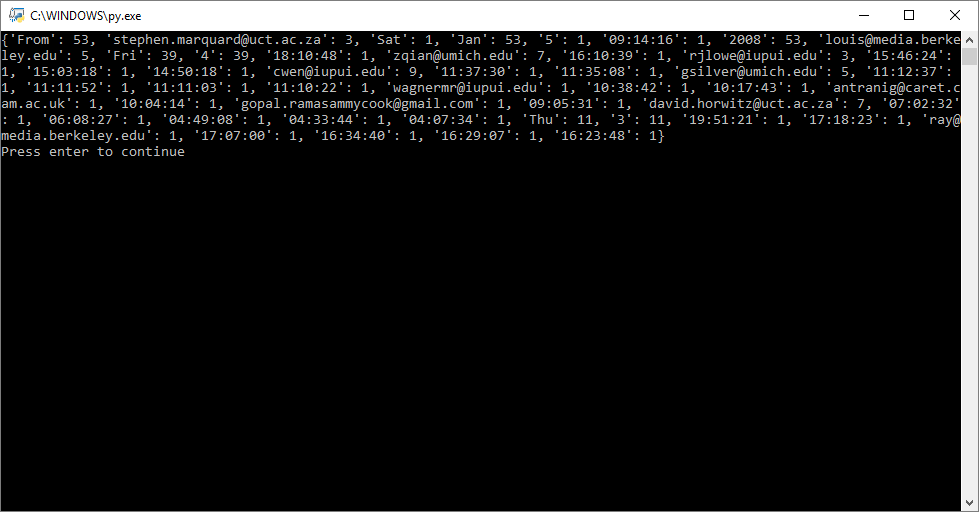 C:\WINDOWS\py.exe
{'From': 53, 'stephen.marquard@uct.ac.za': 3, 'Sat': 1, 'Jan': 53, '5': 1, '09:14:16': 1, '2008': 53, 'louis@media.berke
ley.edu': 5, 'Fri': 39, '4': 39, '18:10:48': 1, 'zqian@umich.edu': 7, '16:10:39': 1, 'rjlowe@iupui.edu': 3, '15:46:24':
1, '15:03:18': 1, '14:50:18': 1, 'cwen@iupui.edu': 9, '11:37:30': 1, '11:35:08': 1, 'gsilver@umich.edu': 5, '11:12:37':
1, '11:11:52': 1, '11:11:03': 1, '11:10:22': 1, 'wagnermr@iupui.edu': 1, '10:38:42': 1, '10:17:43': 1, 'antranig@caret.c
am.ac.uk': 1, '10:04:14': 1, 'gopal.ramasammycook@gmail.com': 1, '09:05:31': 1, 'david.horwitz@uct.ac.za': 7, '07:02:32'
: 1, '06:08:27': 1, '04:49:08': 1, '04:33:44': 1, '04:07:34': 1, 'Thu': 11, '3': 11, '19:51:21': 1, '17:18:23': 1, 'ray@
media.berkeley.edu': 1, '17:07:00': 1, '16:34:40': 1, '16:29:07': 1, '16:23:48': 1}
Press enter to continue